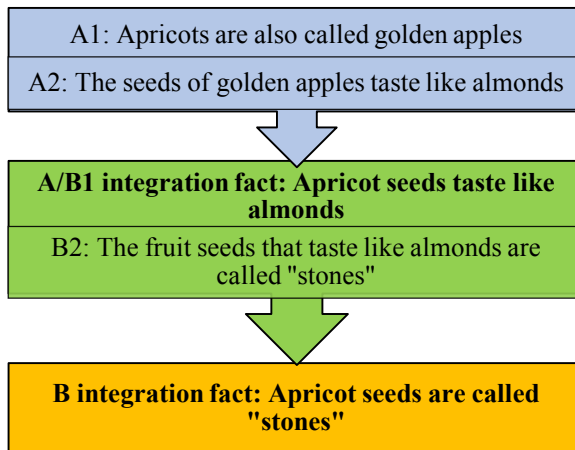 A1: Apricots are also called golden apples
A2: The seeds of golden apples taste like almonds
A/B1 integration fact: Apricot seeds taste like
almonds
B2: The fruit seeds that taste like almonds are
called "stones"
B integration fact: Apricot seeds are called
"stones"